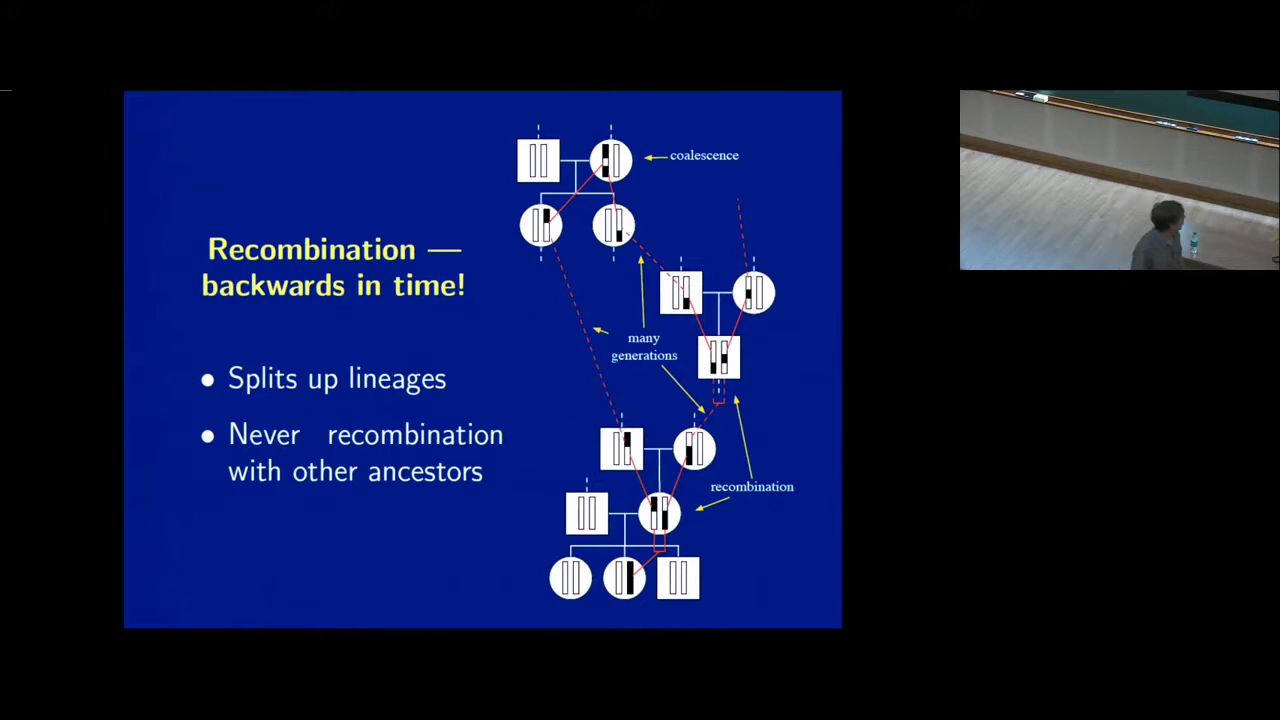 Recombination —
backwards in time!
• Splits up lineages
• Never recombination
with other ancestors
coalescence
many
generations
recombination